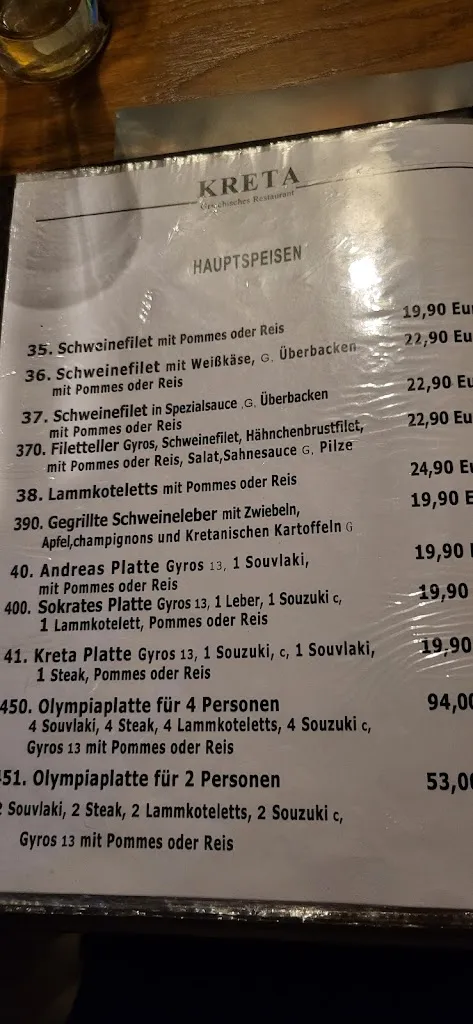 KRETA
Griechisches Restaurant
HAUPTSPEISEN
35. Schweinefilet mit Pommes oder Reis 19,90 Eu
36. Schweinefilet mit Weißkäse, G, Überbacken 22,90 Eu
mit Pommes oder Reis
37. Schweinefilet in Spezialsauce ,G, Überbacken 22,90 Eu
mit Pommes oder Reis
370. Filetteller Gyros, Schweinefilet, Hähnchenbrustfilet, 22,90 Eu
mit Pommes oder Reis, Salat,Sahnesauce G, Pilze
38. Lammkoteletts mit Pommes oder Reis 24,90 Eu
390. Gegrillte Schweineleber mit Zwiebeln, 19,90 E
Apfel,champignons und Kretanischen Kartoffeln G
40. Andreas Platte Gyros 13, 1 Souvlaki, 19,90
mit Pommes oder Reis
400. Sokrates Platte Gyros 13, 1 Leber, 1 Souzuki c, 19,90
1 Lammkotelett, Pommes oder Reis
41. Kreta Platte Gyros 13, 1 Souzuki, c, 1 Souvlaki, 19,90
1 Steak, Pommes oder Reis
450. Olympiaplatte für 4 Personen 94,00
4 Souvlaki, 4 Steak, 4 Lammkoteletts, 4 Souzuki c,
Gyros 13 mit Pommes oder Reis
451. Olympiaplatte für 2 Personen 53,00
2 Souvlaki, 2 Steak, 2 Lammkoteletts, 2 Souzuki c,
Gyros 13 mit Pommes oder Reis